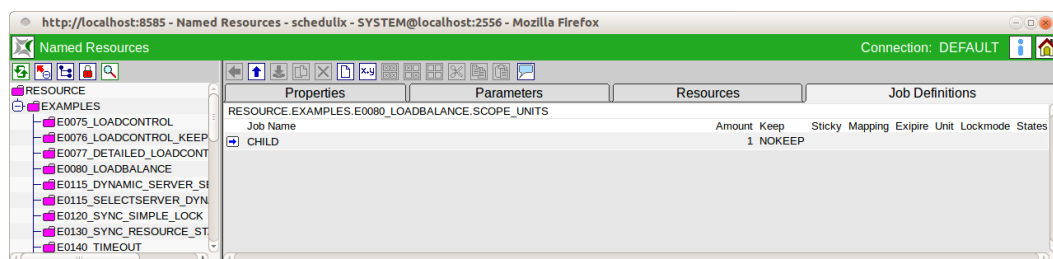 http://localhost:8585 - Named Resources - schedulix - SYSTEM@localhost:2556 - Mozilla Firefox
Named Resources Connection: DEFAULT
RESOURCE
EXAMPLES
E0075_LOADCONTROL
E0076_LOADCONTROL_KEEP
E0077_DETAILED_LOADCONT
E0080_LOADBALANCE
E0115_DYNAMIC_SERVER_SE
E0115_SELECTSERVER_DYN
E0120_SYNC_SIMPLE_LOCK
E0130_SYNC_RESOURCE_ST
E0140_TIMEOUT
x,y
Properties Parameters Resources Job Definitions
RESOURCE.EXAMPLES.E0080_LOADBALANCE.SCOPE_UNITS
Job Name Amount Keep Sticky Mapping Exipire Unit Lockmode States
CHILD 1 NOKEEP